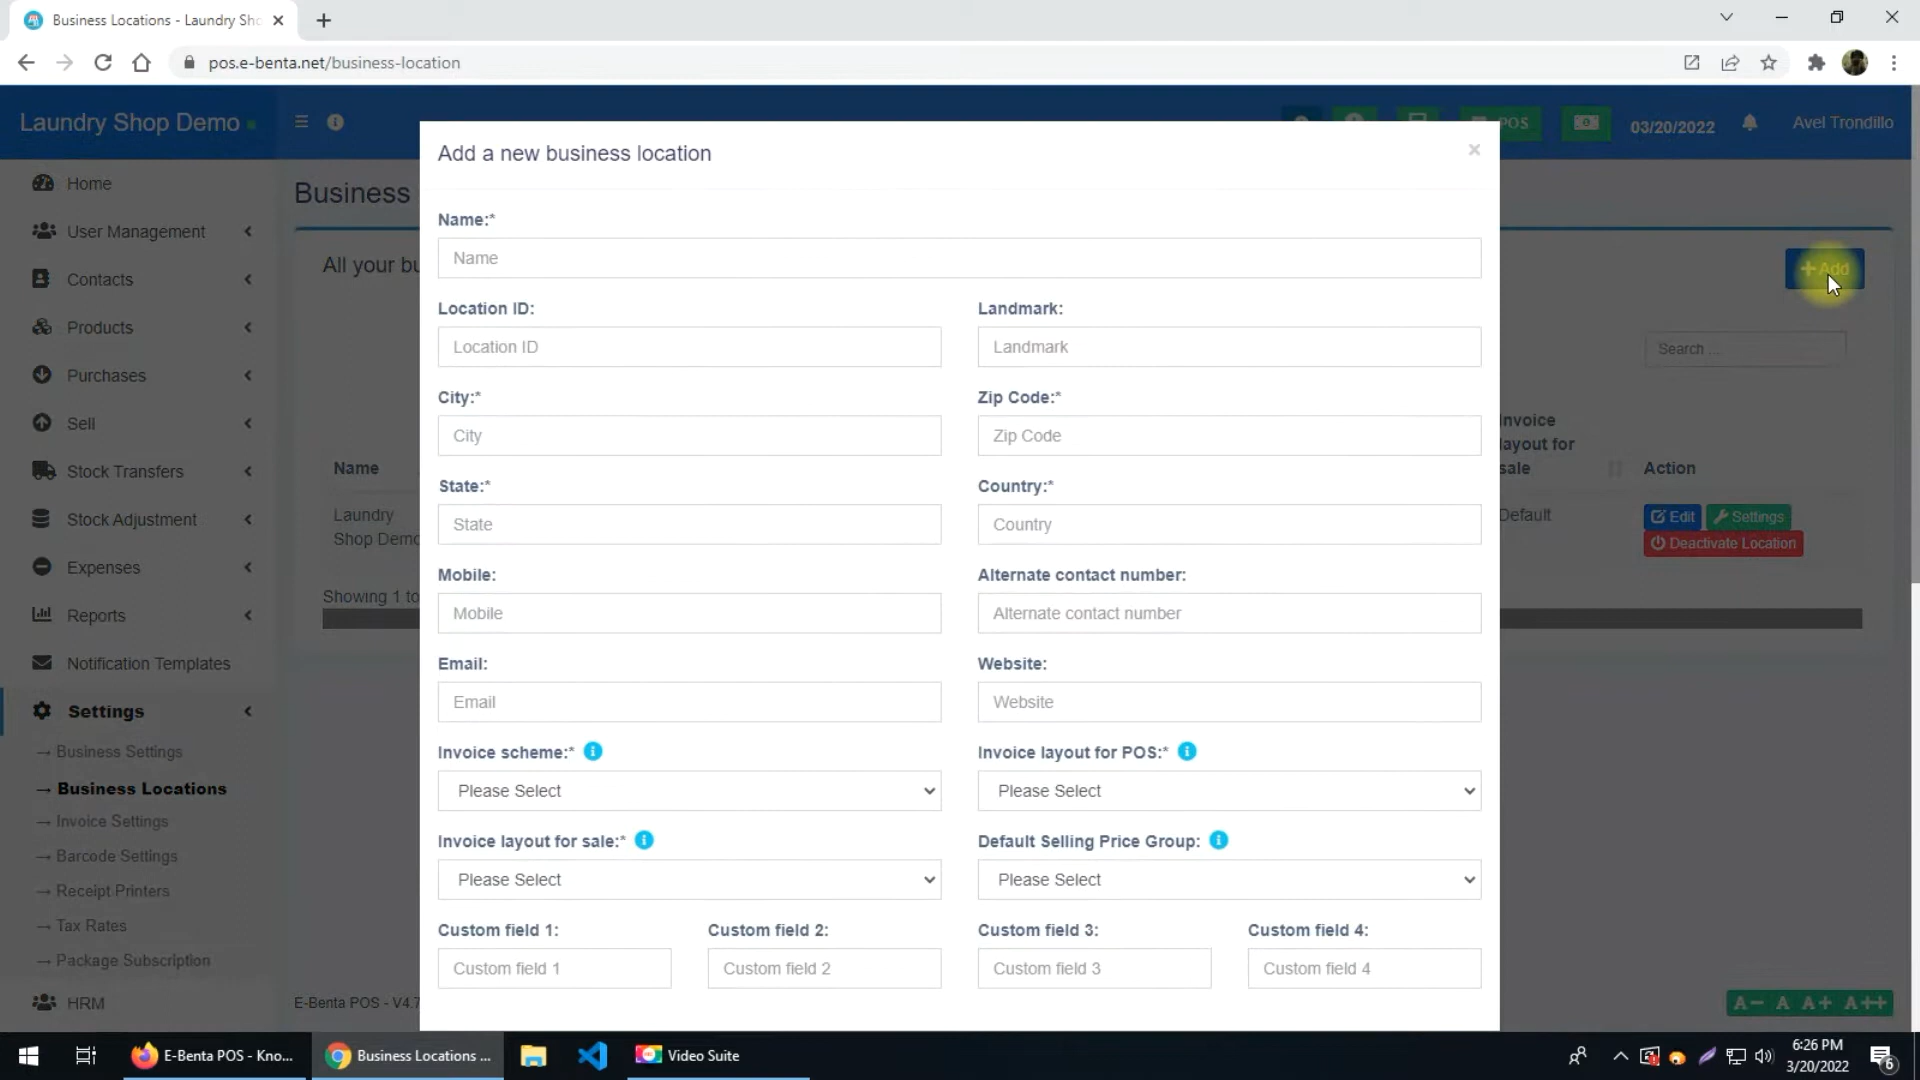 Business Locations - Laundry Sho
pos.e-benta.net/business-location
Laundry Shop Demo
POS
03/20/2022
Avel Trondillo
Home
User Management
Contacts
Products
Purchases
Sell
Stock Transfers
Stock Adjustment
Expenses
Reports
Notification Templates
Settings
→ Business Settings
→ Business Locations
→ Invoice Settings
→ Barcode Settings
→ Receipt Printers
→ Tax Rates
→ Package Subscription
HRM
Business
All your bu
+ Add
Search ...
Name
Invoice
layout for
sale
Action
Laundry
Shop Demo
Default
Edit
Settings
Deactivate Location
Showing 1 to
E-Benta POS - V4.7
A- A A+ A++
Add a new business location
×
Name:*
Name
Location ID:
Landmark:
Location ID
Landmark
City:*
Zip Code:*
City
Zip Code
State:*
Country:*
State
Country
Mobile:
Alternate contact number:
Mobile
Alternate contact number
Email:
Website:
Email
Website
Invoice scheme:*
Invoice layout for POS:*
Please Select
Please Select
Invoice layout for sale:*
Default Selling Price Group:
Please Select
Please Select
Custom field 1:
Custom field 2:
Custom field 3:
Custom field 4:
Custom field 1
Custom field 2
Custom field 3
Custom field 4
E-Benta POS - Kno...
Business Locations ...
Video Suite
6:26 PM
3/20/2022
6